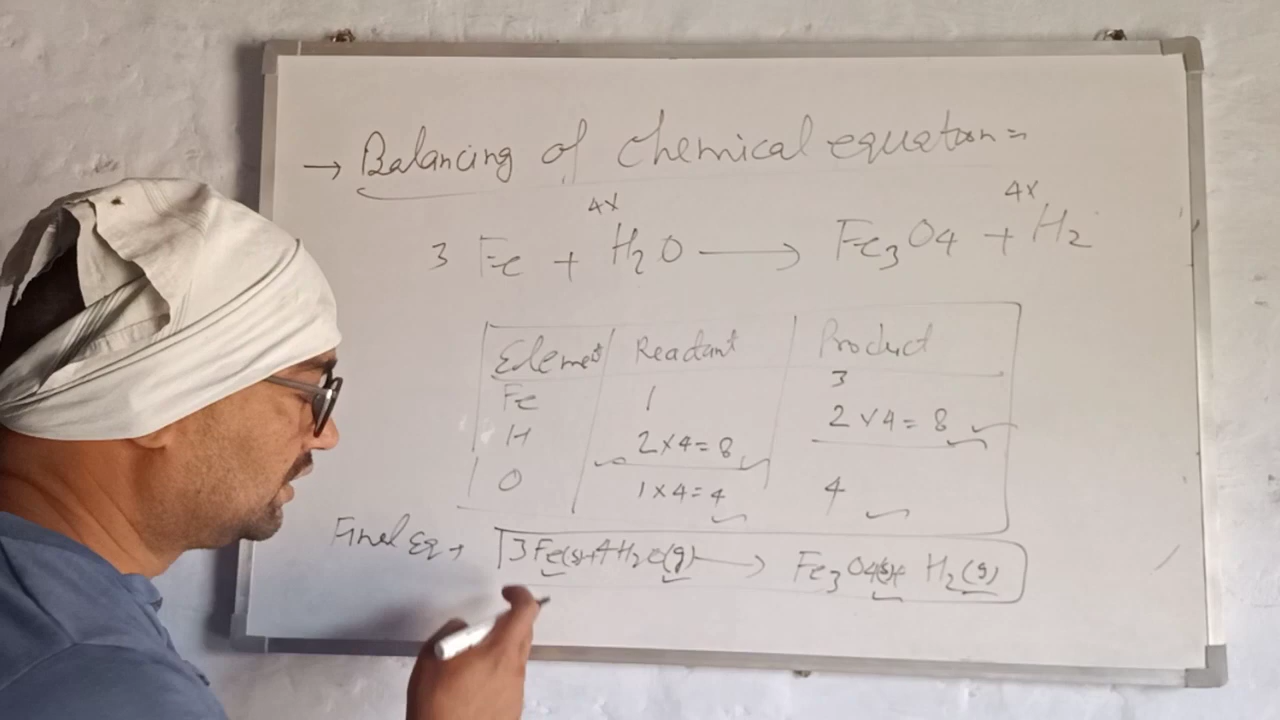 → Balancing of chemical equation =
4x 4x
3 Fe + H2O → Fe3O4 + H2
Element Reactant Product
Fe 1 3
H 2×4=8 2×4=8
O 1×4=4 4
Final Eq → 3Fe(s)+4H2O(g) → Fe3O4(s)+ H2(g)